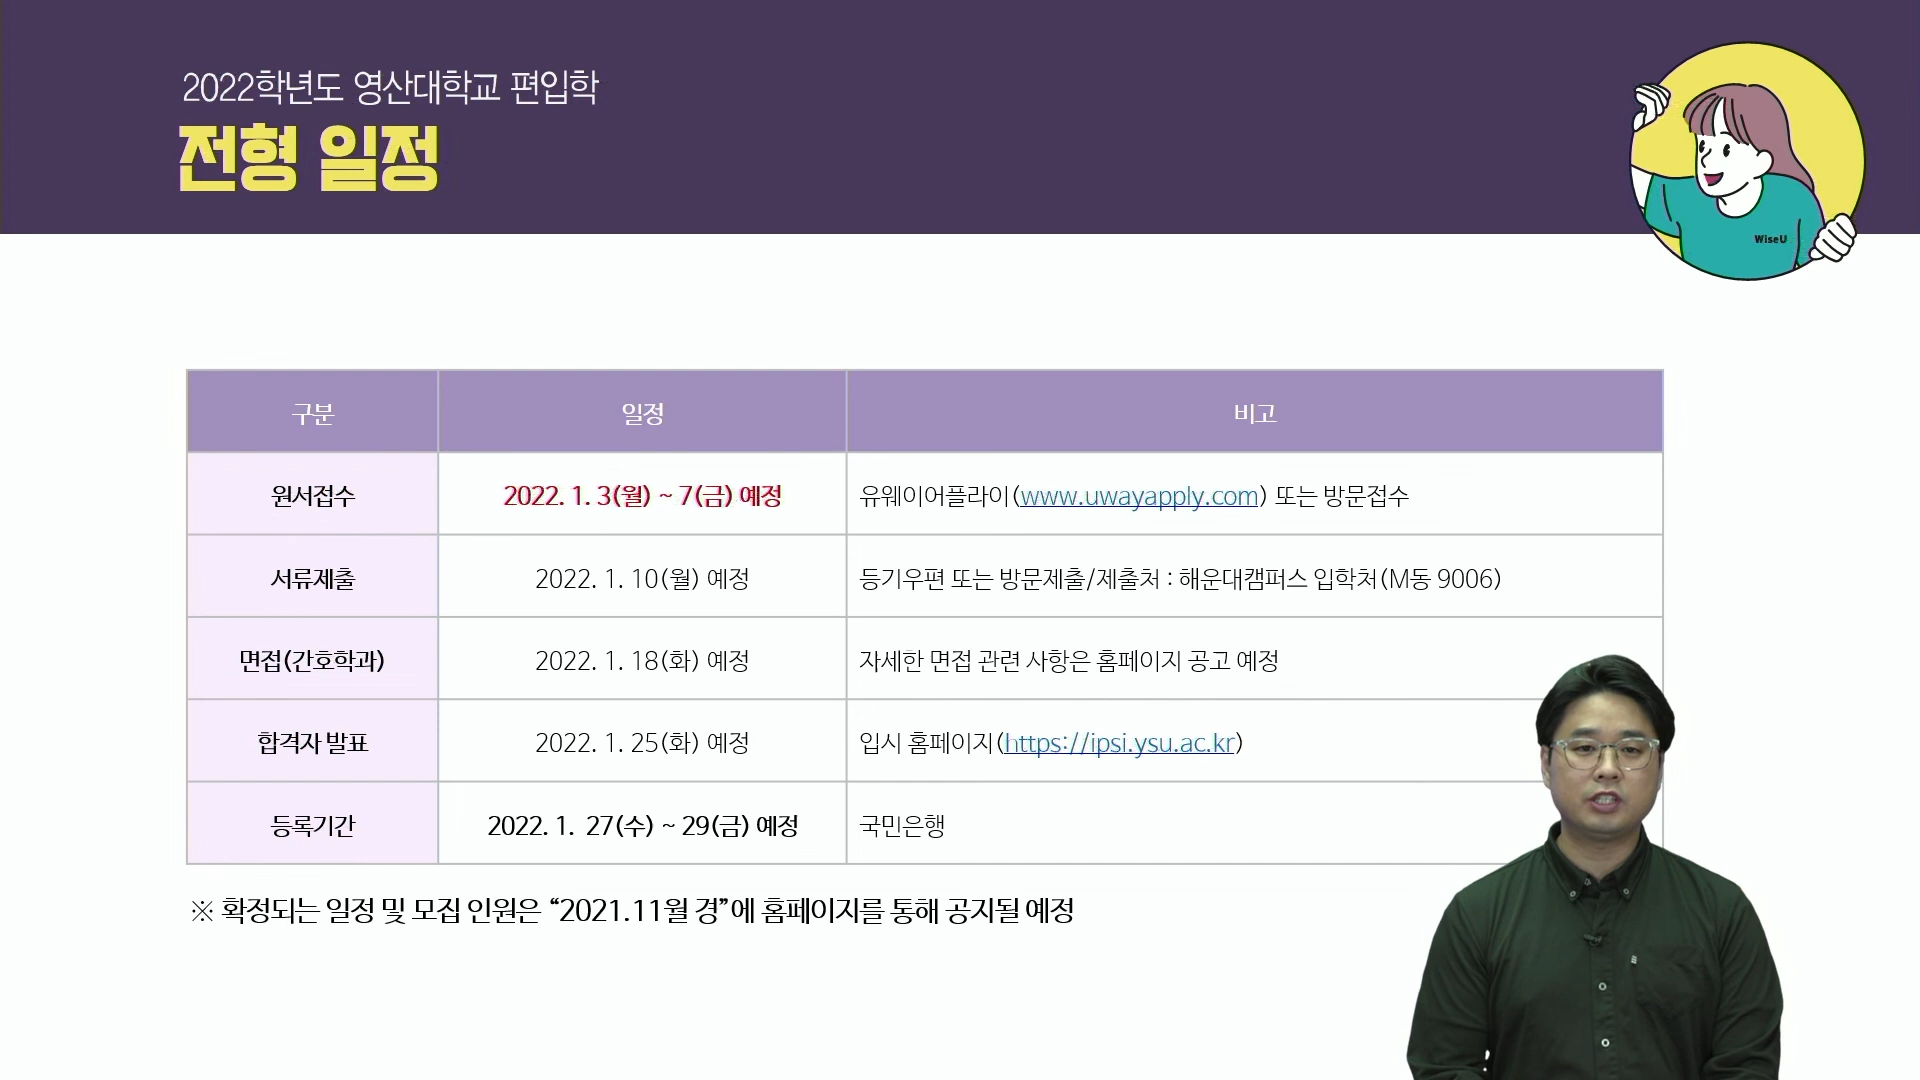 2022학년도 영산대학교 편입학
전형 일정
WiseU
구분 일정 비고
원서접수 2022. 1. 3(월) ~ 7(금) 예정 유웨이어플라이(www.uwayapply.com) 또는 방문접수
서류제출 2022. 1. 10(월) 예정 등기우편 또는 방문제출/제출처 : 해운대캠퍼스 입학처(M동 9006)
면접(간호학과) 2022. 1. 18(화) 예정 자세한 면접 관련 사항은 홈페이지 공고 예정
합격자 발표 2022. 1. 25(화) 예정 입시 홈페이지(https://ipsi.ysu.ac.kr)
등록기간 2022. 1. 27(수) ~ 29(금) 예정 국민은행
※ 확정되는 일정 및 모집 인원은 “2021.11월 경”에 홈페이지를 통해 공지될 예정